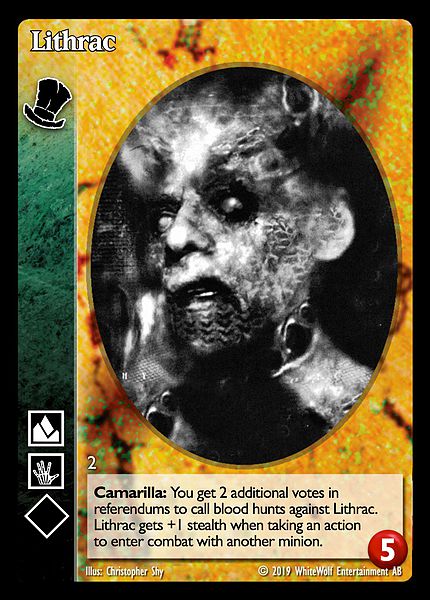 Lithrac
2
Camarilla: You get 2 additional votes in
referendums to call blood hunts against Lithrac.
Lithrac gets +1 stealth when taking an action
to enter combat with another minion.
5
Illus: Christopher Shy
© 2019 WhiteWolf Entertainment AB